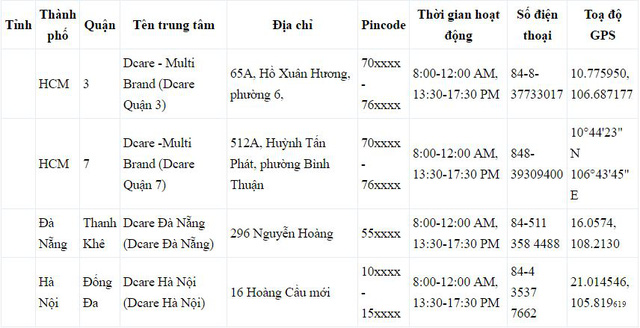 Tỉnh
Thành
phố
Quận
Tên trung tâm
Địa chỉ
Pincode
Thời gian hoạt
động
Số điện
thoại
Toạ độ
GPS
HCM
3
Dcare - Multi
Brand (Dcare
Quận 3)
65A, Hồ Xuân Hương,
phường 6,
70xxxx
-
76xxxx
8:00-12:00 AM,
13:30-17:30 PM
84-8-
37733017
10.775950,
106.687177
HCM
7
Dcare -Multi
Brand (Dcare
Quận 7)
512A, Huỳnh Tấn
Phát, phường Bình
Thuận
70xxxx
-
76xxxx
8:00-12:00 AM,
13:30-17:30 PM
848-
39309400
10°44'23"
N
106°43'45"
E
Đà
Nẵng
Thanh
Khê
Dcare Đà Nẵng
(Dcare Đà Nẵng)
296 Nguyễn Hoàng
55xxxx
8:00-12:00 AM,
13:30-17:30 PM
84-511
358 4488
16.0574,
108.2130
Hà
Nội
Đống
Đa
Dcare Hà Nội
(Dcare Hà Nội)
16 Hoàng Cầu mới
10xxxx
-
15xxxx
8:00-12:00 AM,
13:30-17:30 PM
84-4
3537
7662
21.014546,
105.819619